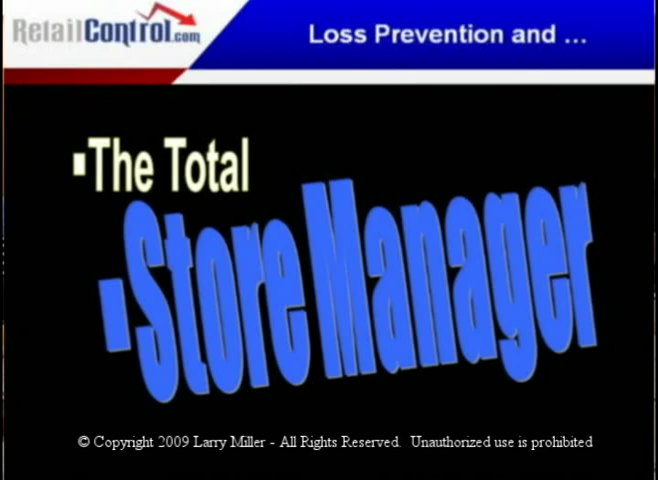 RetailControl.com
Loss Prevention and ...
▪The Total
▪Store Manager
© Copyright 2009 Larry Miller - All Rights Reserved. Unauthorized use is prohibited